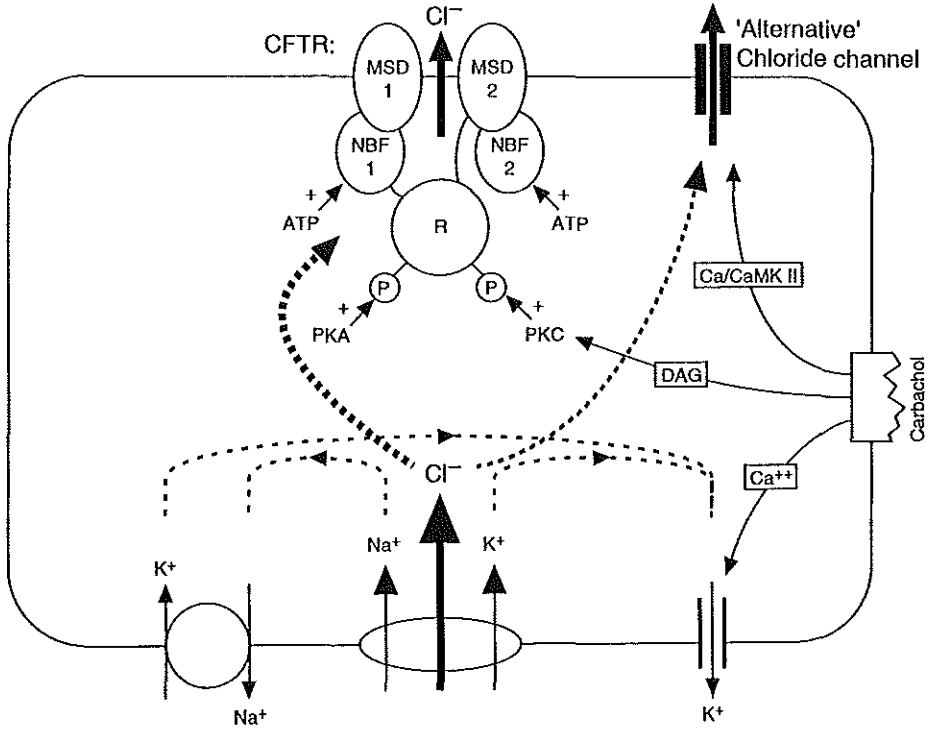 Cl⁻
CFTR:
'Alternative'
Chloride channel
MSD
1
MSD
2
NBF
1
NBF
2
+
ATP
+
ATP
R
P
P
+
PKA
+
PKC
Ca/CaMK II
DAG
Carbachol
Ca⁺⁺
Cl⁻
K⁺
Na⁺
K⁺
Na⁺
K⁺